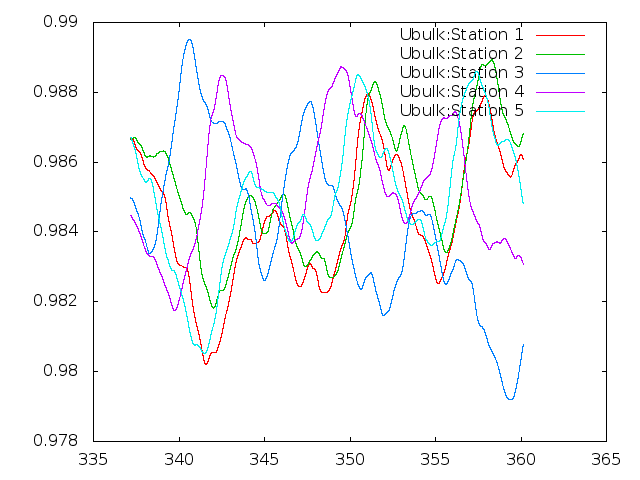 0.99
0.988
0.986
0.984
0.982
0.98
0.978
335
340
345
350
355
360
365
Ubulk:Station 1
Ubulk:Station 2
Ubulk:Station 3
Ubulk:Station 4
Ubulk:Station 5